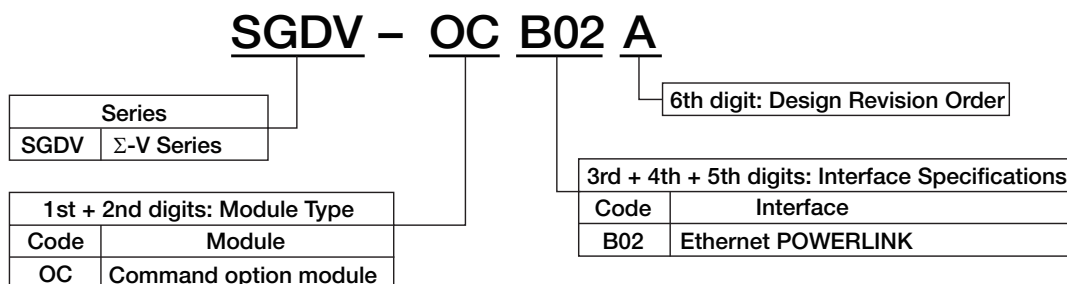 SGDV – OC B02 A
6th digit: Design Revision Order
Series
SGDV Σ-V Series
3rd + 4th + 5th digits: Interface Specifications
Code Interface
B02 Ethernet POWERLINK
1st + 2nd digits: Module Type
Code Module
OC Command option module